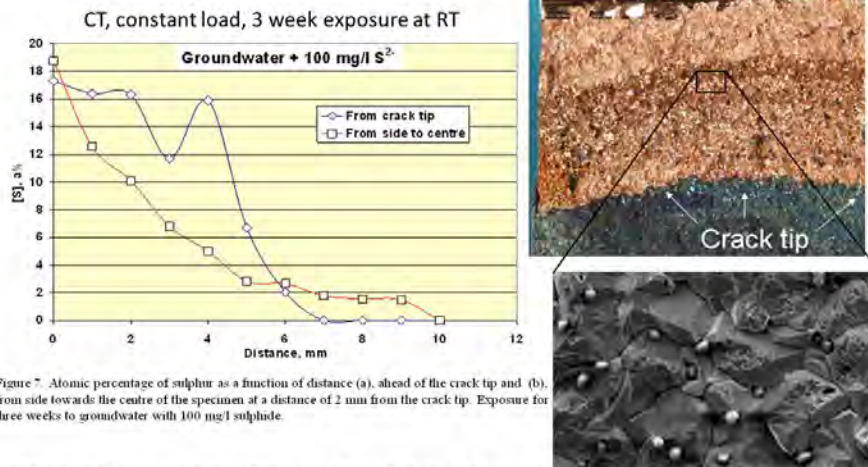 CT, constant load, 3 week exposure at RT
Groundwater + 100 mg/l S²⁻
From crack tip
From side to centre
[S], a%
20
18
16
14
12
10
8
6
4
2
0
0
2
4
6
8
10
12
Distance, mm
Crack tip
Figure 7. Atomic percentage of sulphur as a function of distance (a), ahead of the crack tip and (b),
from side towards the centre of the specimen at a distance of 2 mm from the crack tip. Exposure for
three weeks to groundwater with 100 mg/l sulphide.